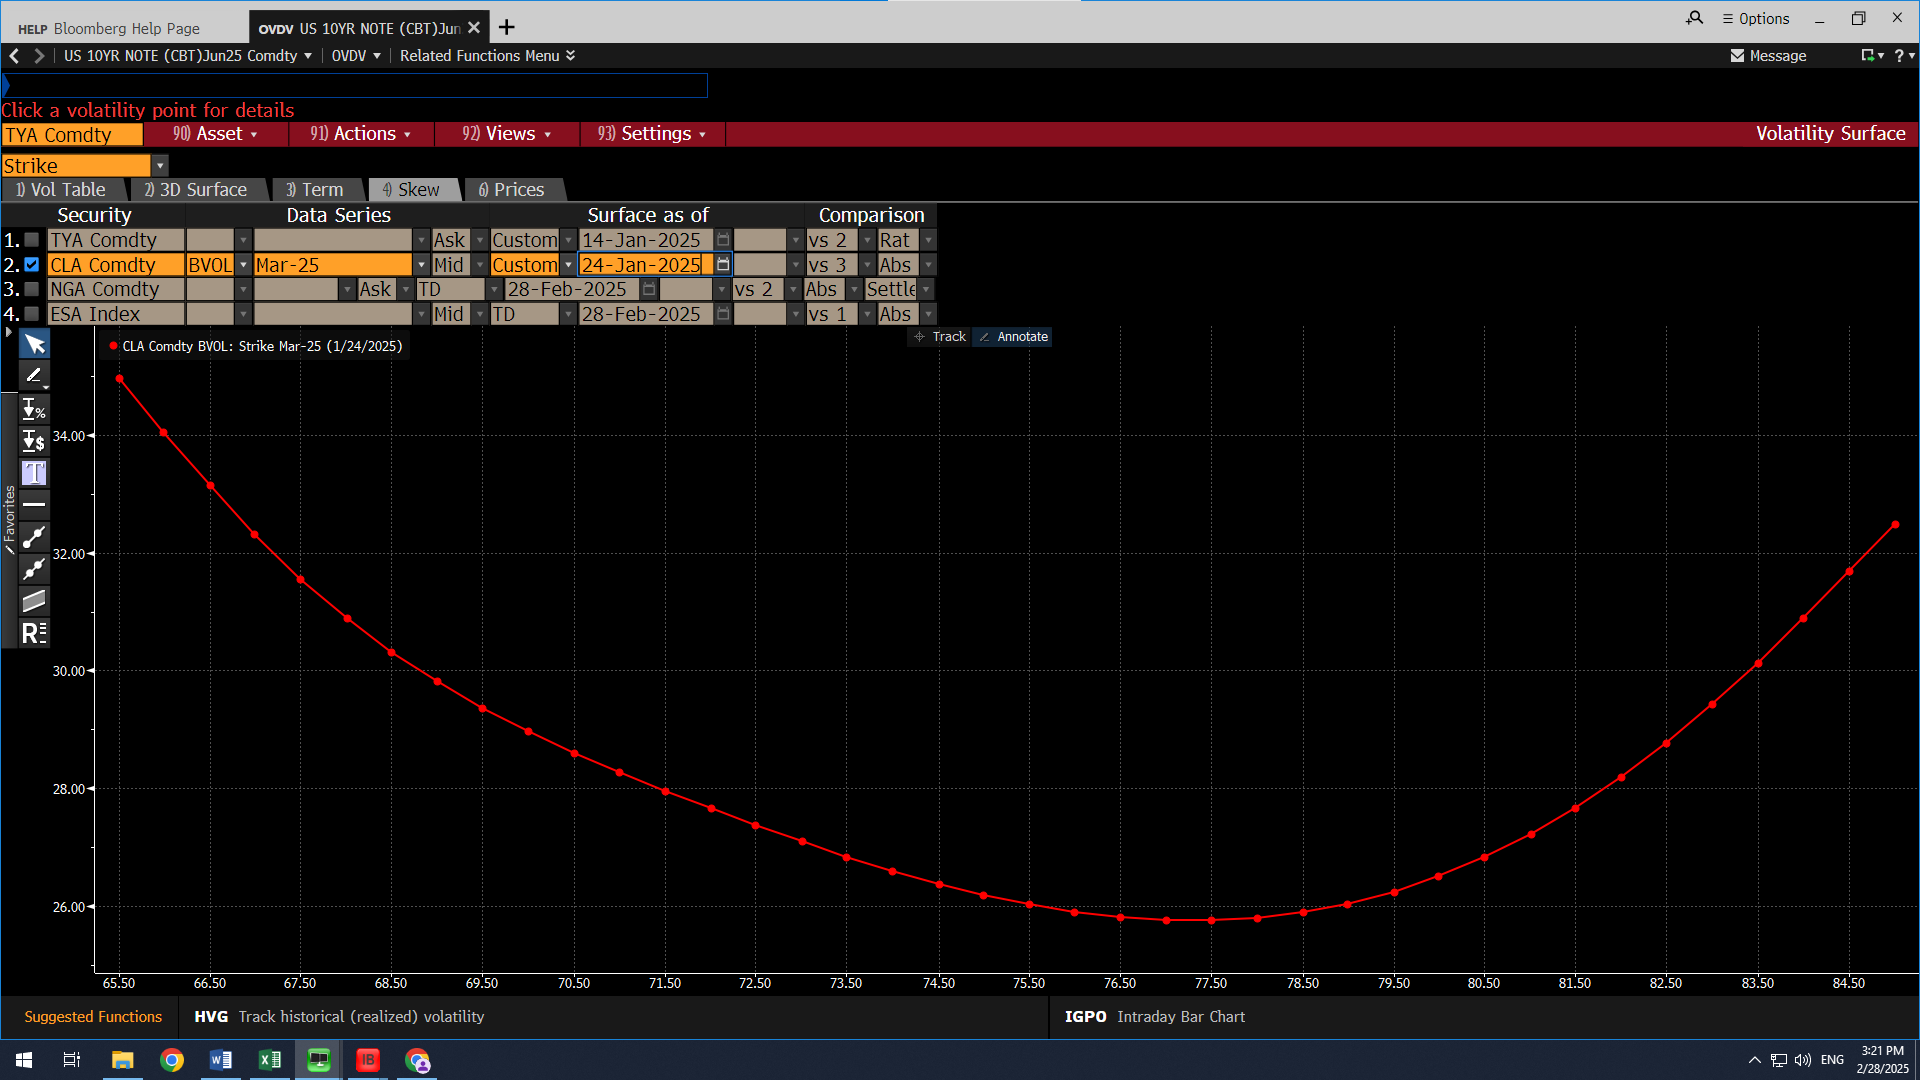 HELP Bloomberg Help Page
OVDV US 10YR NOTE (CBT)Jun
Options
US 10YR NOTE (CBT)Jun25 Comdty OVDV Related Functions Menu
Message ?
Click a volatility point for details
TYA Comdty 90) Asset 91) Actions 92) Views 93) Settings Volatility Surface
Strike
1) Vol Table 2) 3D Surface 3) Term 4) Skew 6) Prices
Security Data Series Surface as of Comparison
1. TYA Comdty Ask Custom 14-Jan-2025 vs 2 Rat
2. CLA Comdty BVOL Mar-25 Mid Custom 24-Jan-2025 vs 3 Abs
3. NGA Comdty Ask TD 28-Feb-2025 vs 2 Abs Settle
4. ESA Index Mid TD 28-Feb-2025 vs 1 Abs
Track Annotate
CLA Comdty BVOL: Strike Mar-25 (1/24/2025)
%
$
T
Favorites
R
34.00
32.00
30.00
28.00
26.00
65.50 66.50 67.50 68.50 69.50 70.50 71.50 72.50 73.50 74.50 75.50 76.50 77.50 78.50 79.50 80.50 81.50 82.50 83.50 84.50
Suggested Functions HVG Track historical (realized) volatility IGPO Intraday Bar Chart
IB
ENG
3:21 PM
2/28/2025